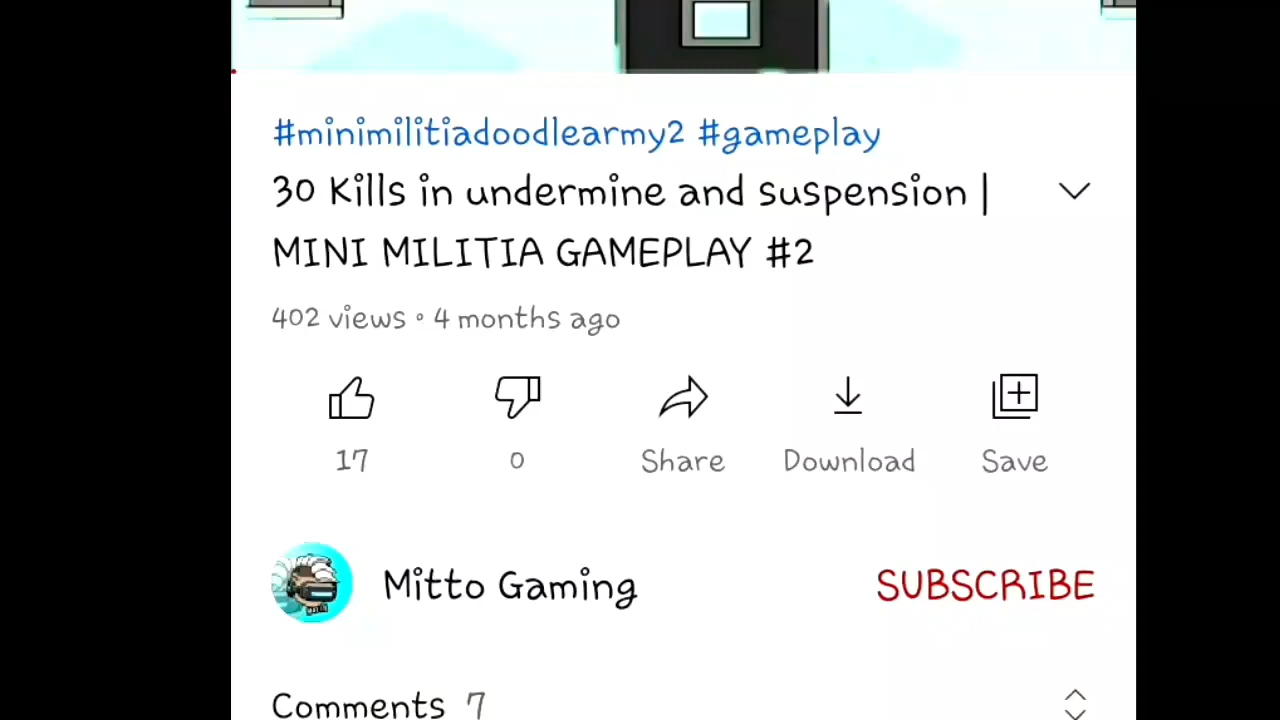 #minimilitiadoodlearmy2 #gameplay
30 Kills in undermine and suspension |
MINI MILITIA GAMEPLAY #2
402 views • 4 months ago
17 0 Share Download Save
Mitto Gaming SUBSCRIBE
Comments 7